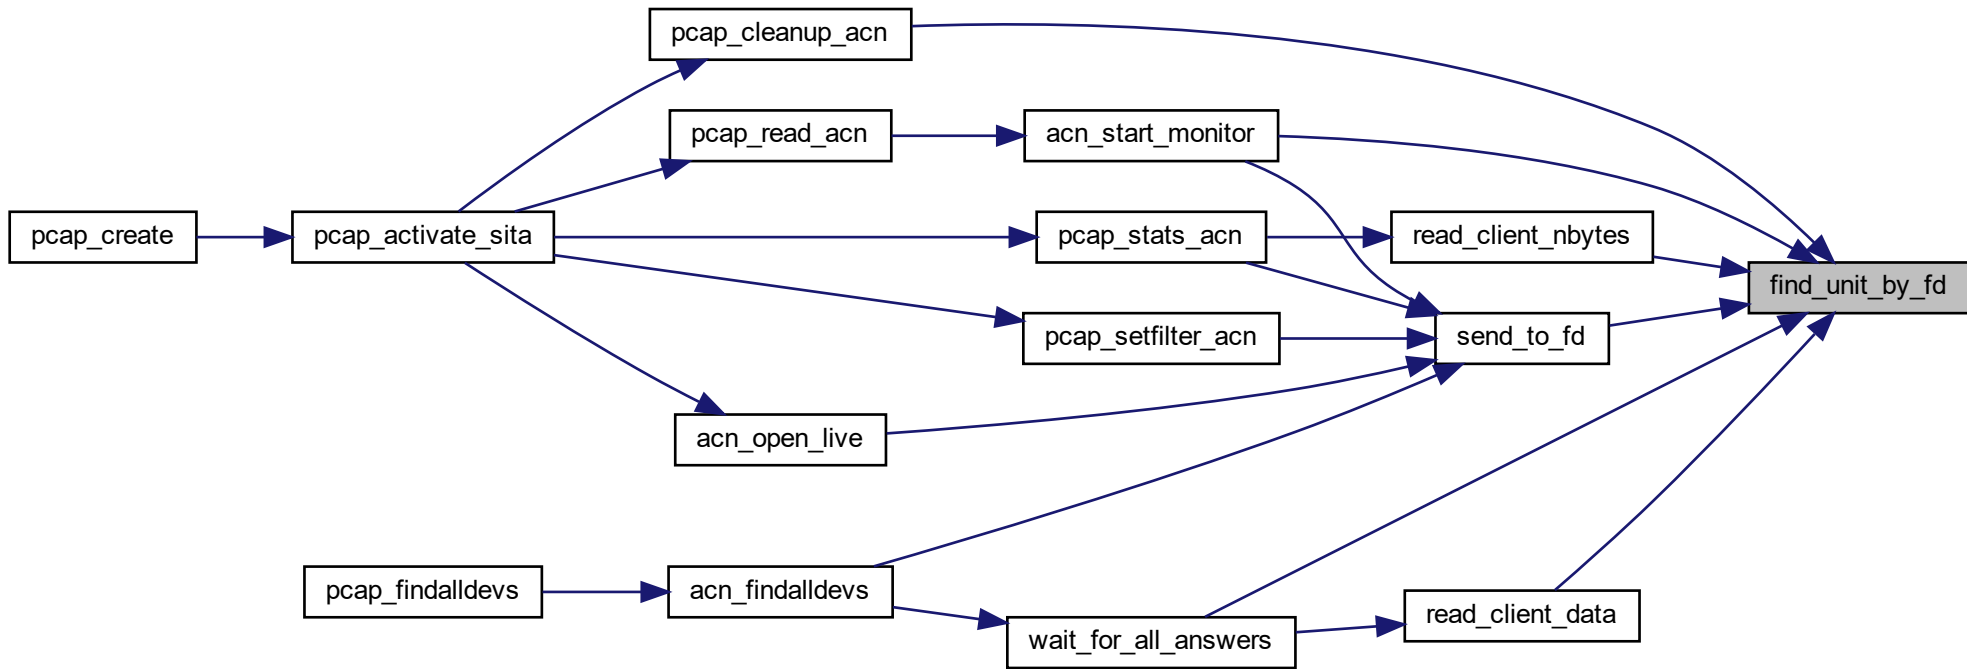 pcap_cleanup_acn
pcap_read_acn
acn_start_monitor
pcap_create
pcap_activate_sita
pcap_stats_acn
read_client_nbytes
find_unit_by_fd
pcap_setfilter_acn
send_to_fd
acn_open_live
pcap_findalldevs
acn_findalldevs
wait_for_all_answers
read_client_data